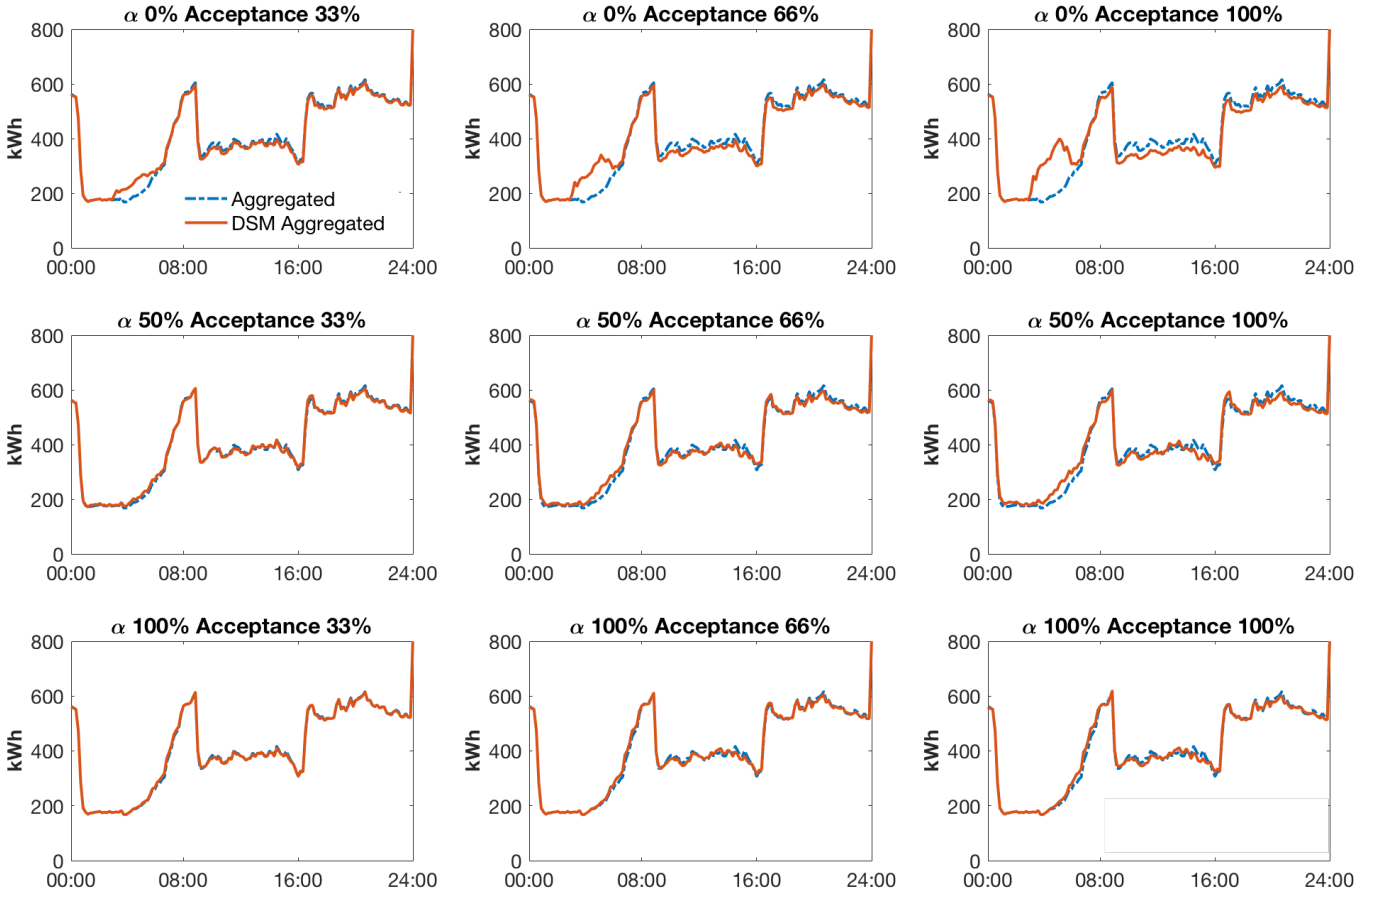 α 0% Acceptance 33%
α 0% Acceptance 66%
α 0% Acceptance 100%
800
600
400
200
0
kWh
00:00 08:00 16:00 24:00
Aggregated
DSM Aggregated
800
600
400
200
0
kWh
00:00 08:00 16:00 24:00
800
600
400
200
0
kWh
00:00 08:00 16:00 24:00
α 50% Acceptance 33%
α 50% Acceptance 66%
α 50% Acceptance 100%
800
600
400
200
0
kWh
00:00 08:00 16:00 24:00
800
600
400
200
0
kWh
00:00 08:00 16:00 24:00
800
600
400
200
0
kWh
00:00 08:00 16:00 24:00
α 100% Acceptance 33%
α 100% Acceptance 66%
α 100% Acceptance 100%
800
600
400
200
0
kWh
00:00 08:00 16:00 24:00
800
600
400
200
0
kWh
00:00 08:00 16:00 24:00
800
600
400
200
0
kWh
00:00 08:00 16:00 24:00